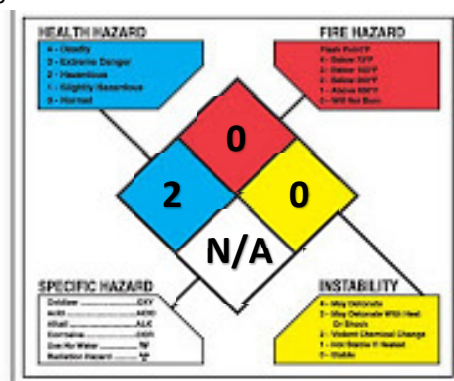 HEALTH HAZARD
4 - Deadly
3 - Extreme Danger
2 - Hazardous
1 - Slightly Hazardous
0 - Normal
FIRE HAZARD
Flash Point°F
4 - Below 73°F
2 - Below 200°F
1 - Above 200°F
0 - Will Not Burn
0
2
0
N/A
SPECIFIC HAZARD
Oxidizer OXY
Acid ACID
Alkali ALK
Corrosive COR
Use No Water W
Radiation Hazard
INSTABILITY
4 - May Detonate
3 - May Detonate With Heat
Or Shock
2 - Violent Chemical Change
1 - Not Stable if Heated
0 - Stable